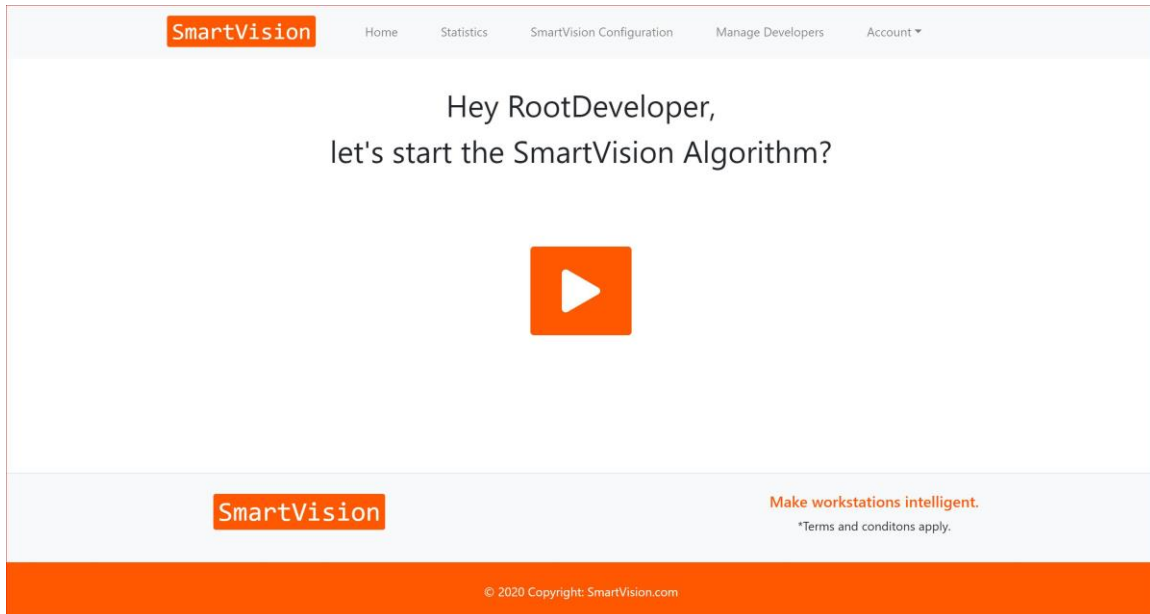 SmartVision Home Statistics SmartVision Configuration Manage Developers Account
Hey RootDeveloper,
let's start the SmartVision Algorithm?
SmartVision
Make workstations intelligent.
*Terms and conditons apply.
© 2020 Copyright: SmartVision.com